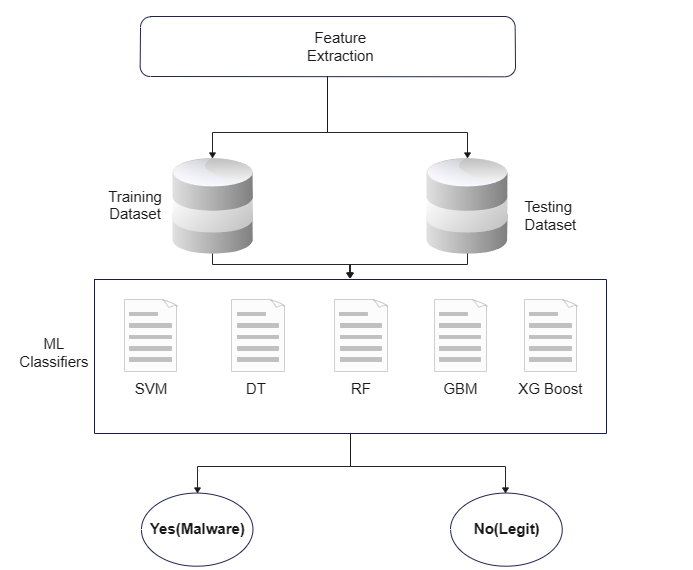 Feature
Extraction
Training
Dataset
Testing
Dataset
ML
Classifiers
SVM
DT
RF
GBM
XG Boost
Yes(Malware)
No(Legit)